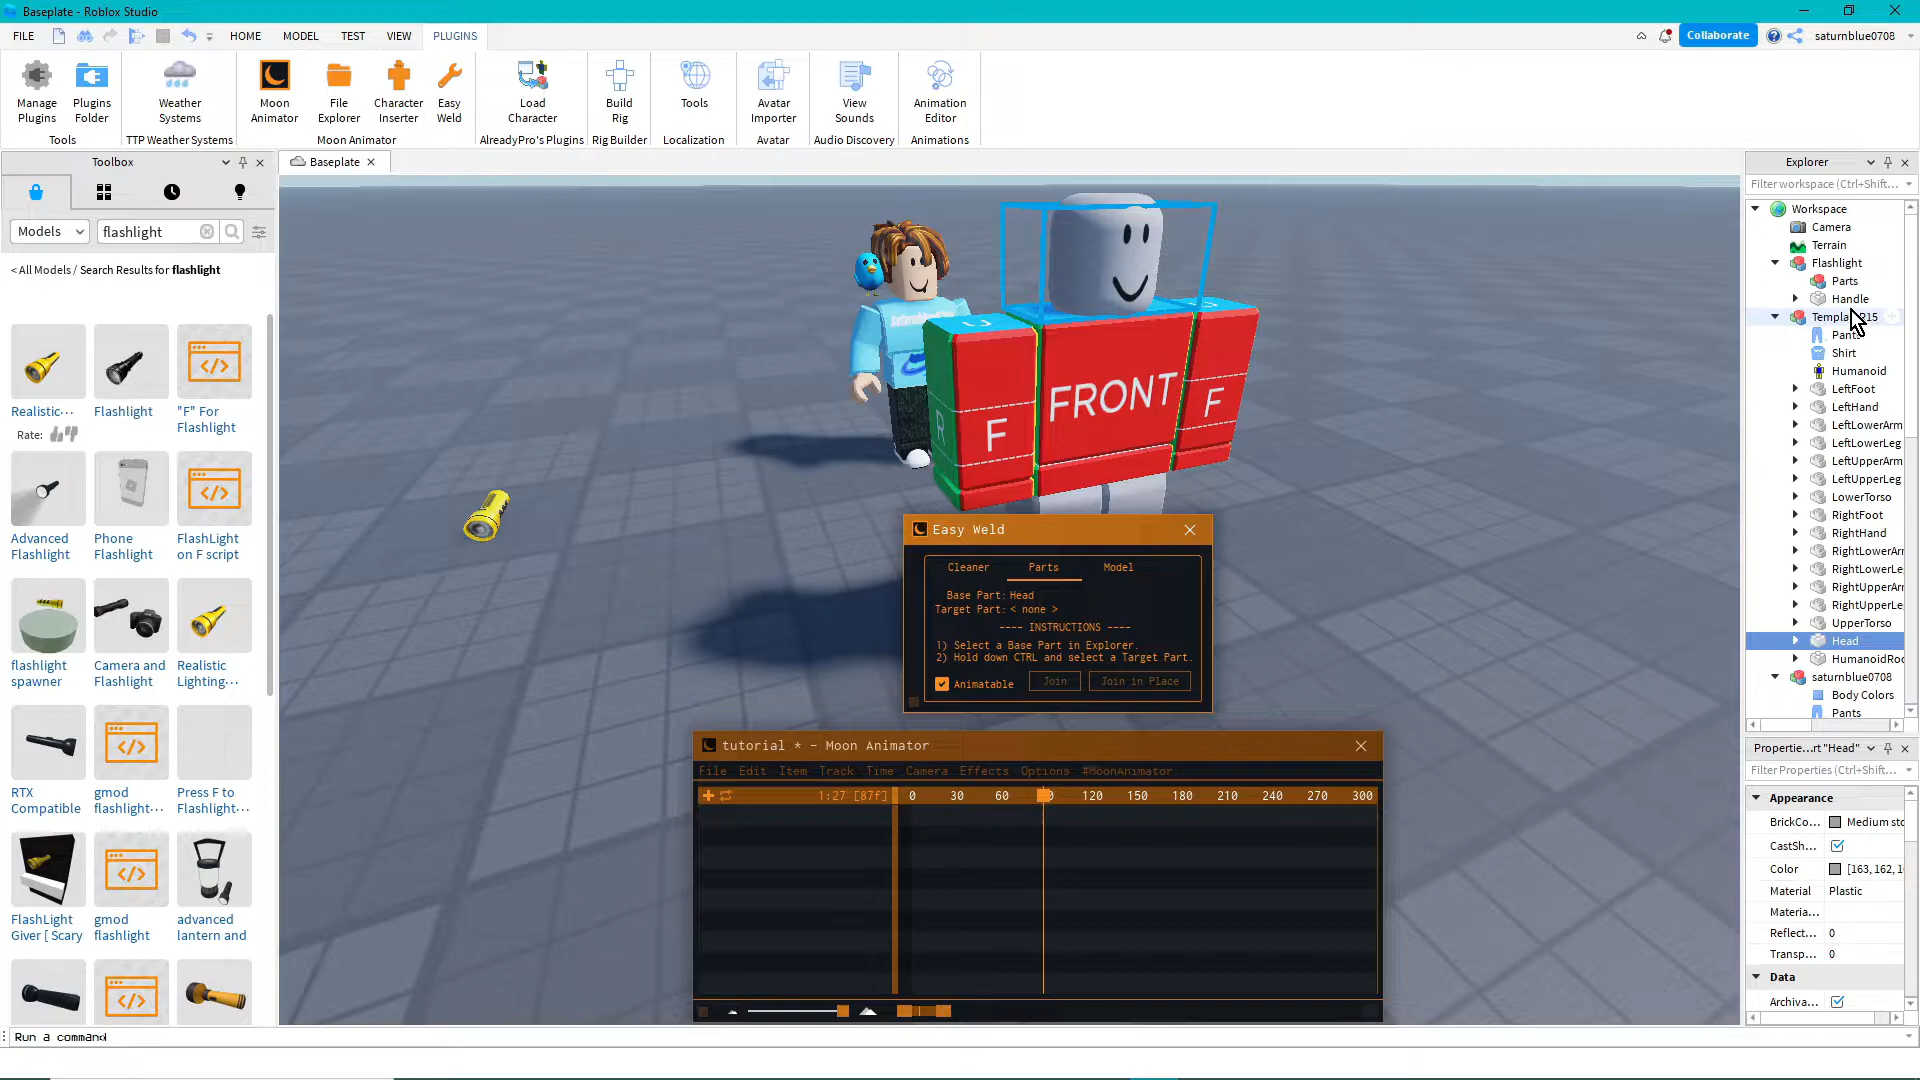 Baseplate - Roblox Studio
FILE
HOME
MODEL
TEST
VIEW
PLUGINS
Collaborate
saturnblue0708
Manage Plugins
Plugins Folder
Weather Systems
Moon Animator
File Explorer
Character Inserter
Easy Weld
Load Character
Build Rig
Tools
Avatar Importer
View Sounds
Animation Editor
Tools
TTP Weather Systems
Moon Animator
AlreadyPro's Plugins
Rig Builder
Localization
Avatar
Audio Discovery
Animations
Toolbox
Models
flashlight
< All Models / Search Results for flashlight
Realistic...
Rate:
Flashlight
"F" For Flashlight
Advanced Flashlight
Phone Flashlight
FlashLight on F script
flashlight spawner
Camera and Flashlight
Realistic Lighting...
RTX Compatible
gmod flashlight...
Press F to Flashlight...
FlashLight Giver [ Scary
gmod flashlight
advanced lantern and
Baseplate
FRONT
F
F
R
U
Easy Weld
Cleaner
Parts
Model
Base Part: Head
Target Part: < none >
---- INSTRUCTIONS ----
1) Select a Base Part in Explorer.
2) Hold down CTRL and select a Target Part.
Animatable
Join
Join in Place
tutorial * - Moon Animator
File Edit Item Track Time Camera Effects Options #MoonAnimator
1:27 [87f]
0 30 60 120 150 180 210 240 270 300
Explorer
Filter workspace (Ctrl+Shift...
Workspace
Camera
Terrain
Flashlight
Parts
Handle
Pants
Shirt
Humanoid
LeftFoot
LeftHand
LeftLowerArm
LeftLowerLeg
LeftUpperArm
LeftUpperLeg
LowerTorso
RightFoot
RightHand
RightLowerAr
RightLowerLe
RightUpperAr
RightUpperLe
UpperTorso
Head
HumanoidRoo
saturnblue0708
Body Colors
Pants
Propertie...rt "Head"
Filter Properties (Ctrl+Shift...
Appearance
BrickCo...
Medium sto
CastSh...
Color
[163, 162, 1
Material
Plastic
Materia...
Reflect...
0
Transp...
0
Data
Archiva...
Run a command